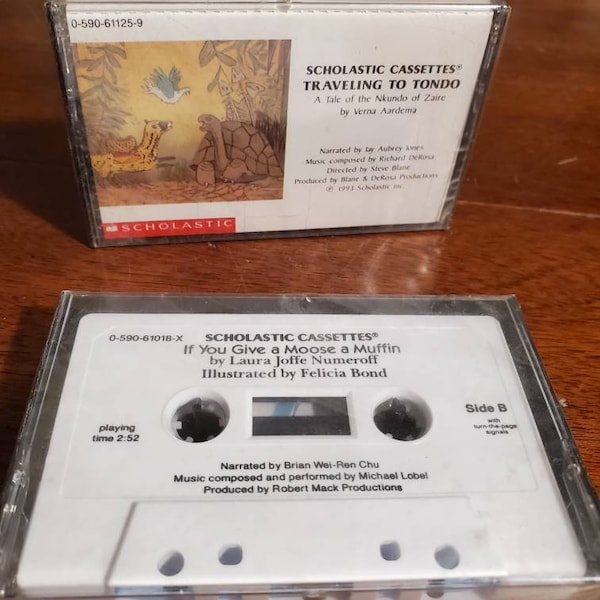 0-590-61125-9
SCHOLASTIC CASSETTES®
TRAVELING TO TONDO
A Tale of the Nkundo of Zaire
by Verna Aardema
Narrated by Jay Aubrey Jones
Music composed by Richard DeRosa
Directed by Steve Blane
Produced by Blane & DeRosa Productions
℗ 1993 Scholastic Inc.
SCHOLASTIC
0-590-61018-X
SCHOLASTIC CASSETTES®
If You Give a Moose a Muffin
by Laura Joffe Numeroff
Illustrated by Felicia Bond
playing
time 2:52
Side B
with
turn-the-page
signals
Narrated by Brian Wei-Ren Chu
Music composed and performed by Michael Lobel
Produced by Robert Mack Productions